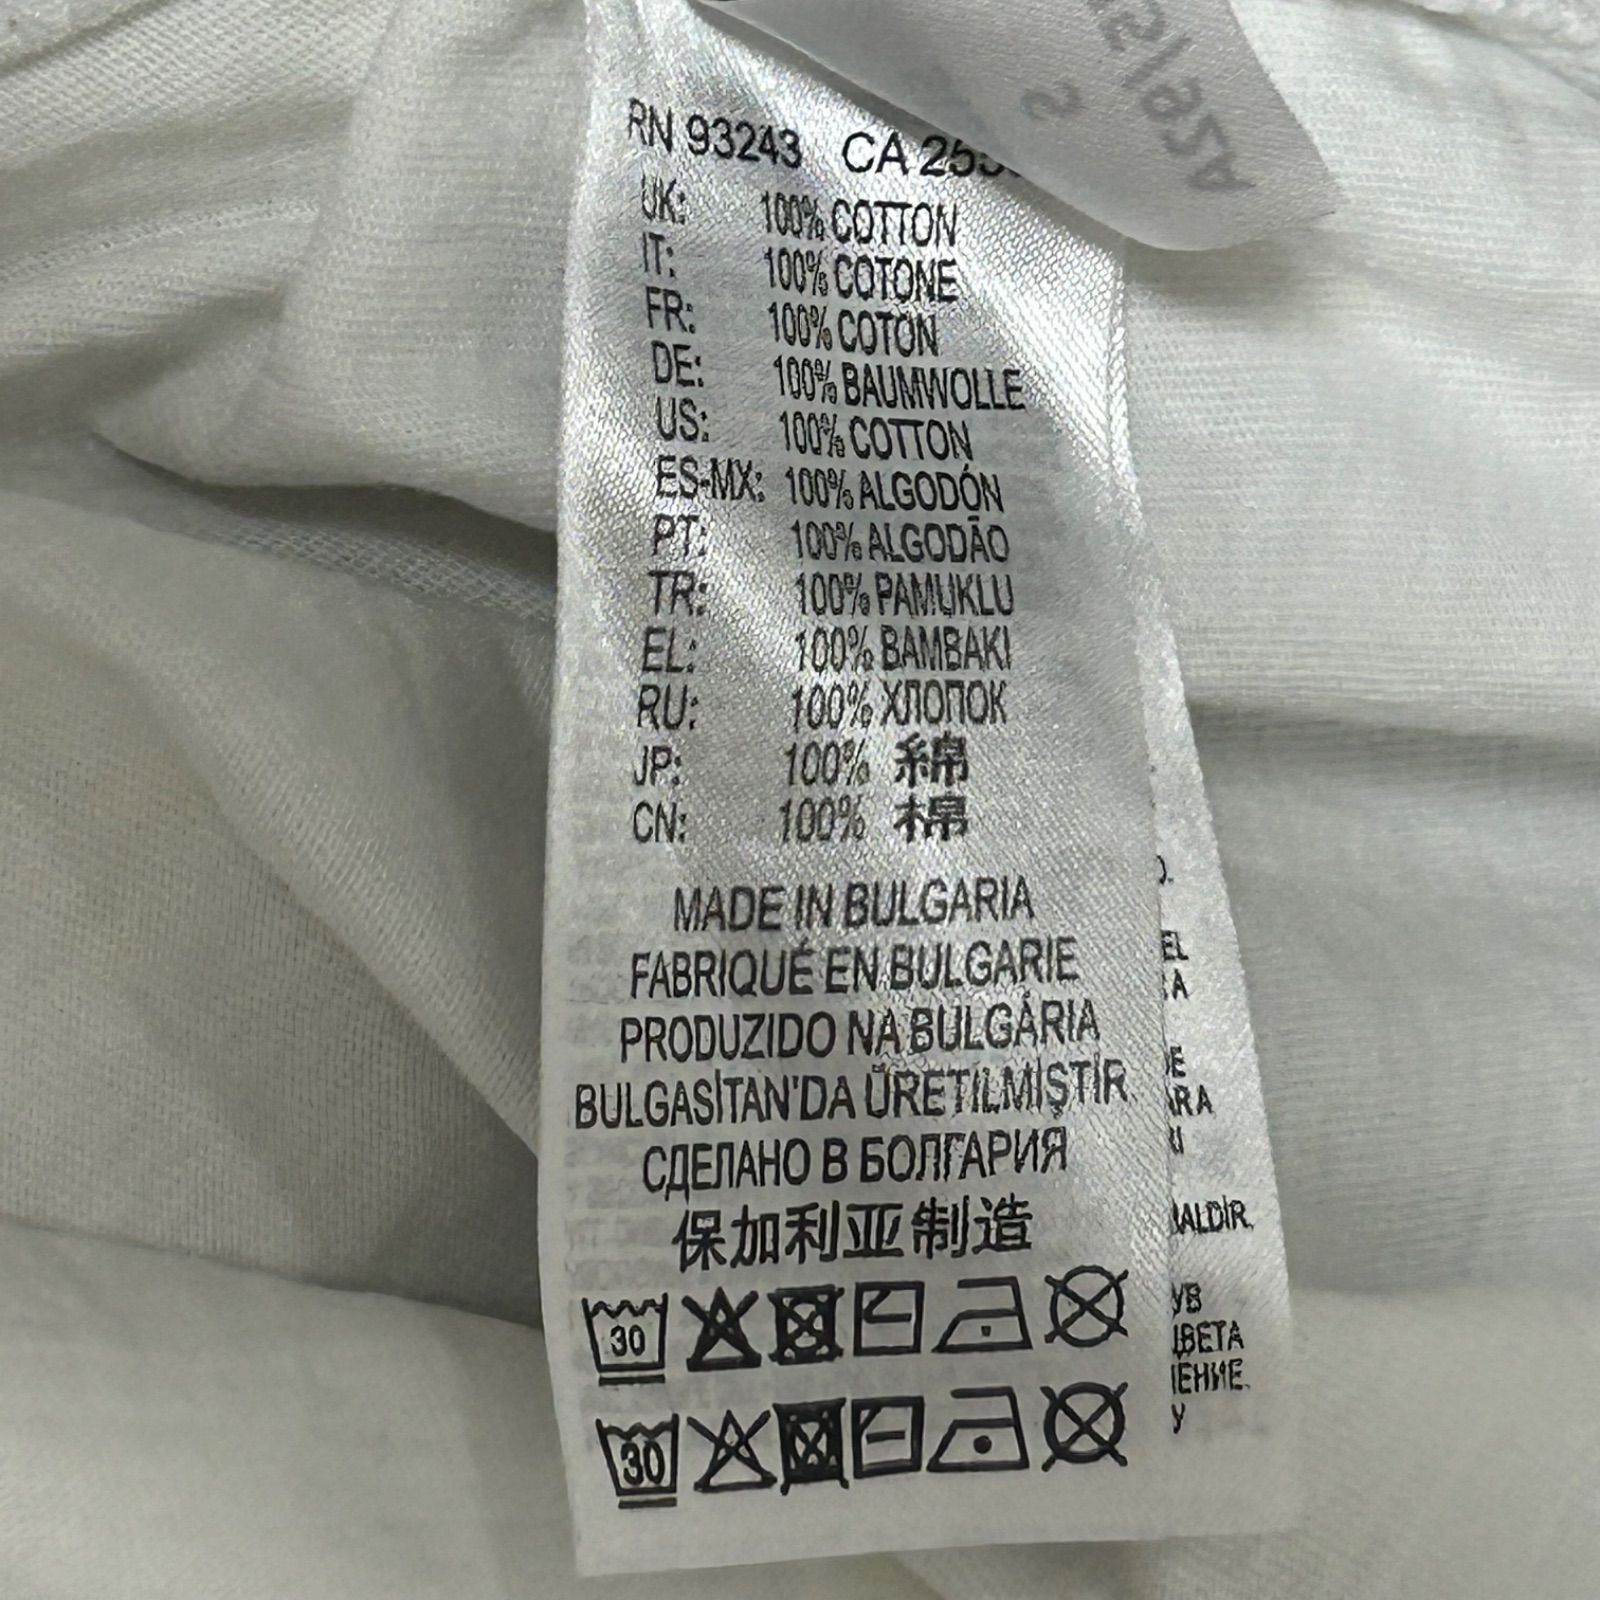 RN 93243 CA
UK: 100% COTTON
IT: 100% COTONE
FR: 100% COTON
DE: 100% BAUMWOLLE
US: 100% COTTON
ES-MX: 100% ALGODÓN
PT: 100% ALGODÃO
TR: 100% PAMUKLU
EL: 100% BAMBAKI
RU: 100% ХЛОПОК
JP: 100% 綿
CN: 100% 棉
MADE IN BULGARIA
FABRIQUÉ EN BULGARIE
PRODUZIDO NA BULGÁRIA
BULGASİTAN'DA ÜRETİLMİŞTİR
СДЕЛАНО В БОЛГАРИЯ
保加利亚制造
30
30